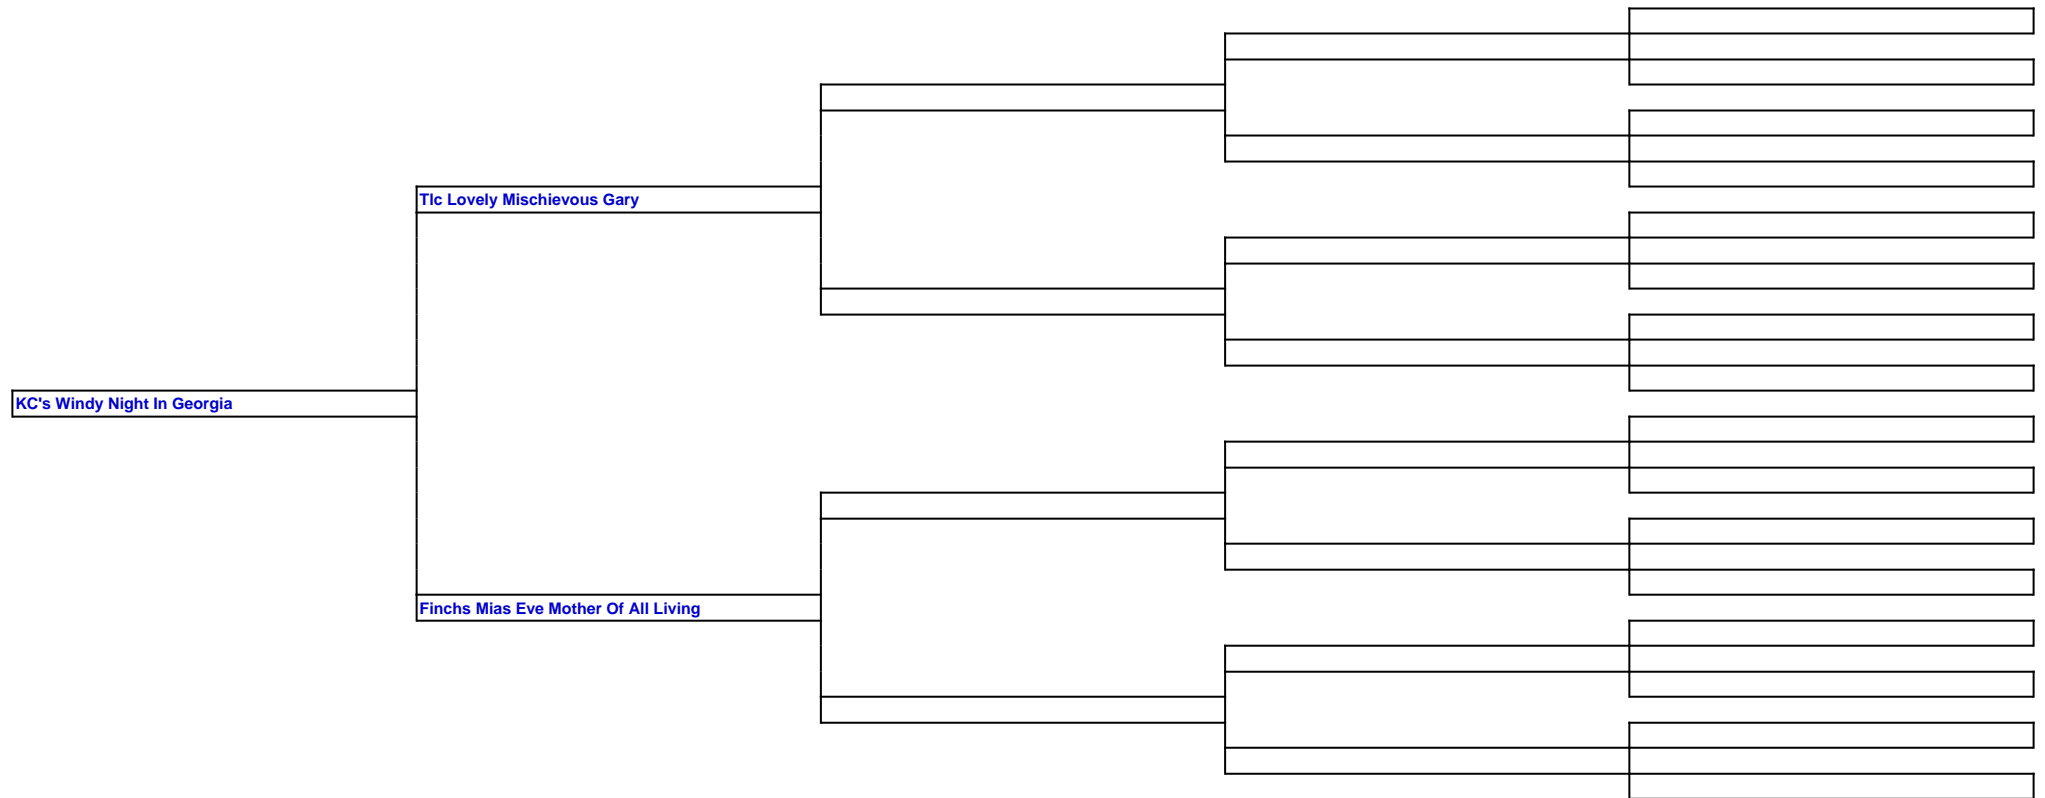 Tlc Lovely Mischievous Gary
KC's Windy Night In Georgia
Finchs Mias Eve Mother Of All Living